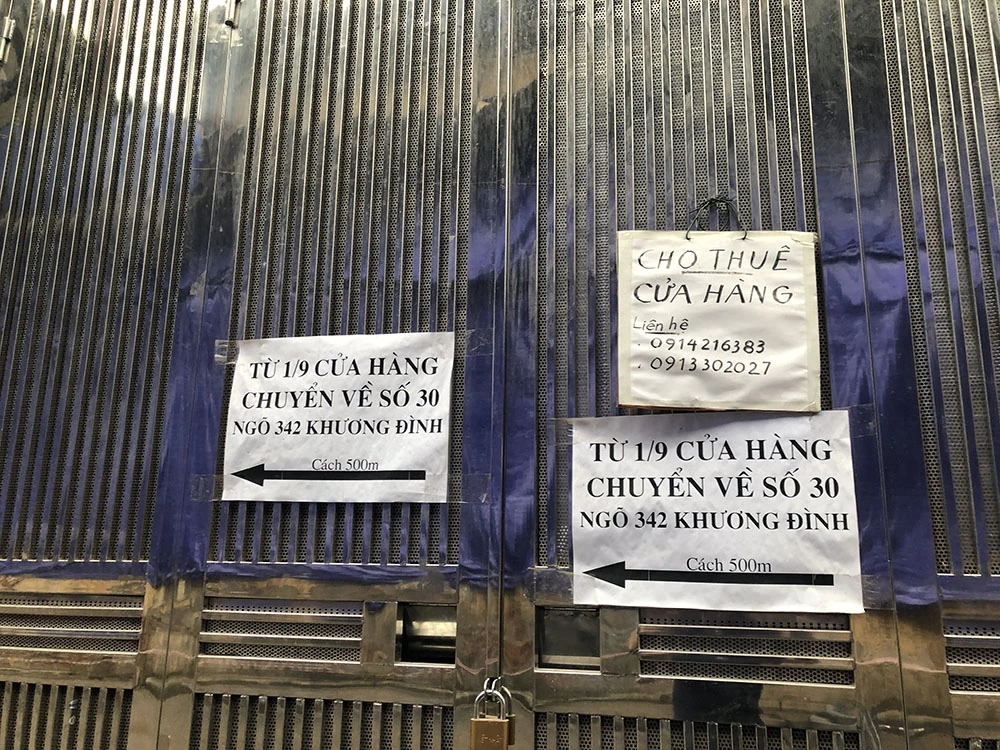 CHO THUÊ
CỬA HÀNG
Liên hệ
. 0914216383
. 0913302027
TỪ 1/9 CỬA HÀNG
CHUYỂN VỀ SỐ 30
NGÕ 342 KHƯƠNG ĐÌNH
Cách 500m
TỪ 1/9 CỬA HÀNG
CHUYỂN VỀ SỐ 30
NGÕ 342 KHƯƠNG ĐÌNH
Cách 500m